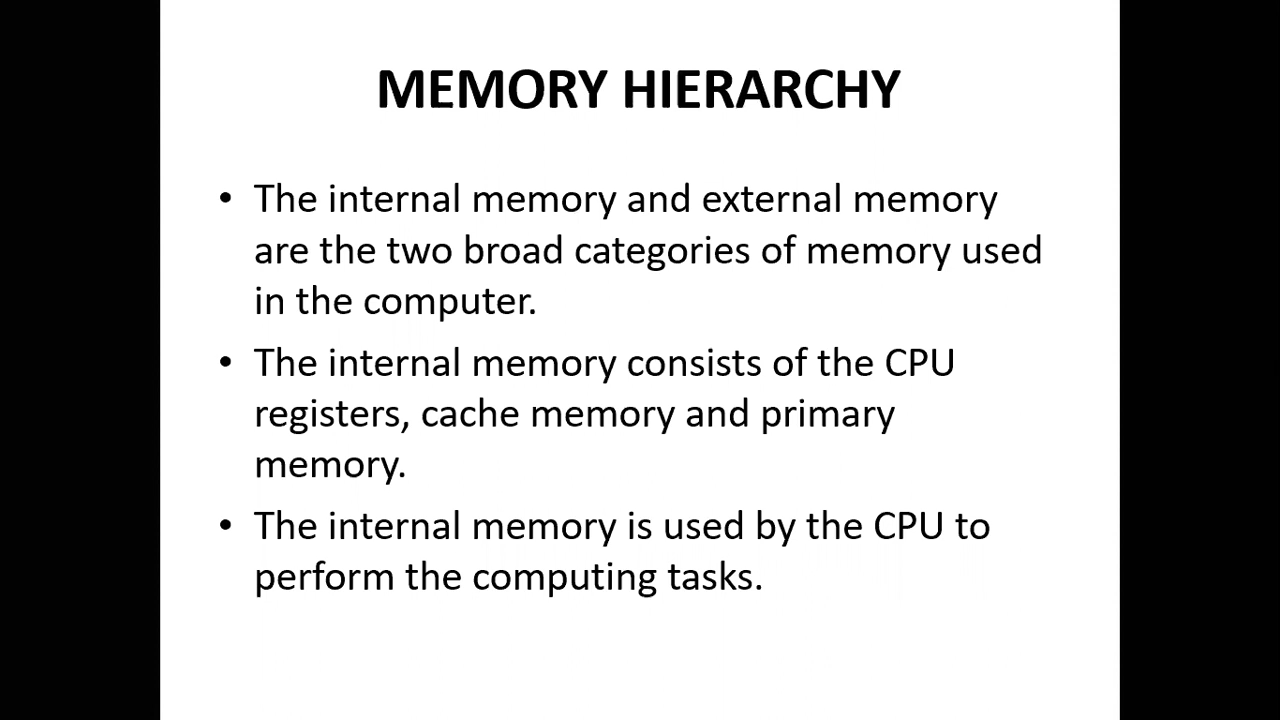 MEMORY HIERARCHY
• The internal memory and external memory
are the two broad categories of memory used
in the computer.
• The internal memory consists of the CPU
registers, cache memory and primary
memory.
• The internal memory is used by the CPU to
perform the computing tasks.